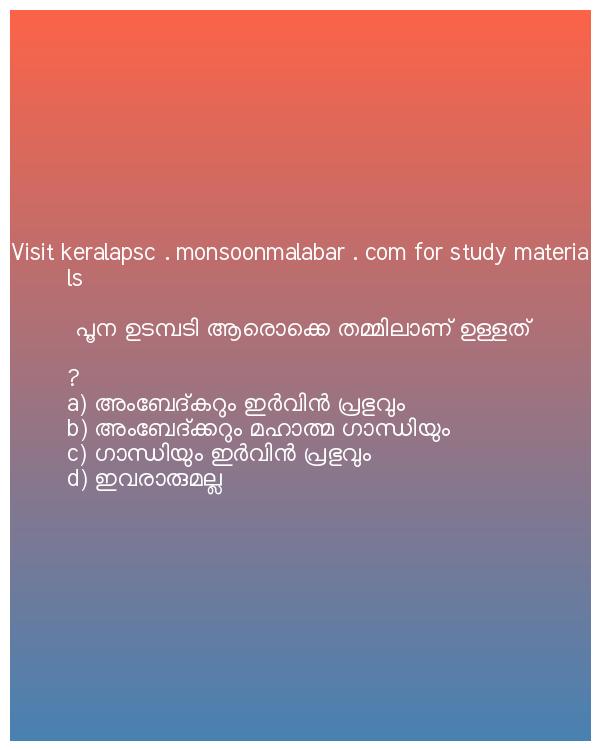 Visit keralapsc . monsoonmalabar . com for study materia
ls
പൂന ഉടമ്പടി ആരൊക്കെ തമ്മിലാണ് ഉള്ളത്
?
a) അംബേദ്കറും ഇർവിൻ പ്രഭുവും
b) അംബേദ്ക്കറും മഹാത്മ ഗാന്ധിയും
c) ഗാന്ധിയും ഇർവിൻ പ്രഭുവും
d) ഇവരാരുമല്ല